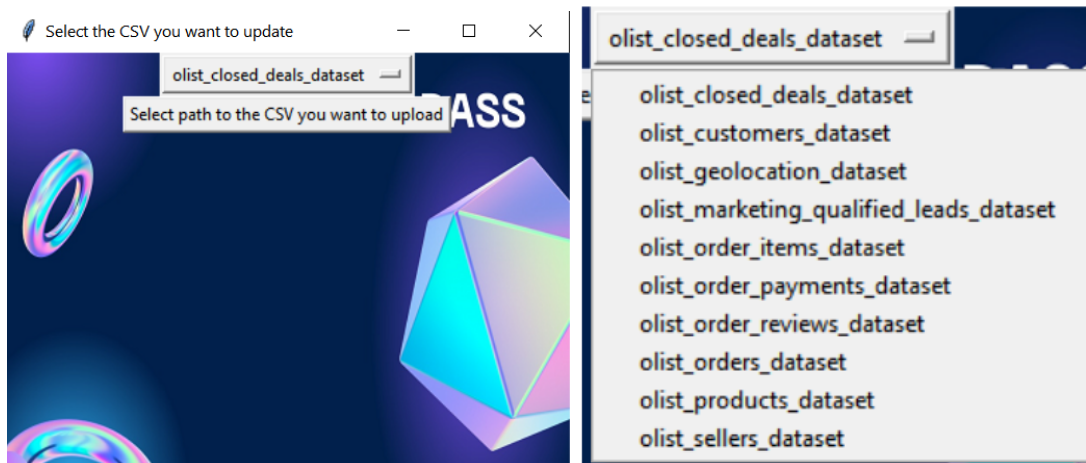 Select the CSV you want to update
olist_closed_deals_dataset
Select path to the CSV you want to upload
olist_closed_deals_dataset
olist_closed_deals_dataset
olist_customers_dataset
olist_geolocation_dataset
olist_marketing_qualified_leads_dataset
olist_order_items_dataset
olist_order_payments_dataset
olist_order_reviews_dataset
olist_orders_dataset
olist_products_dataset
olist_sellers_dataset